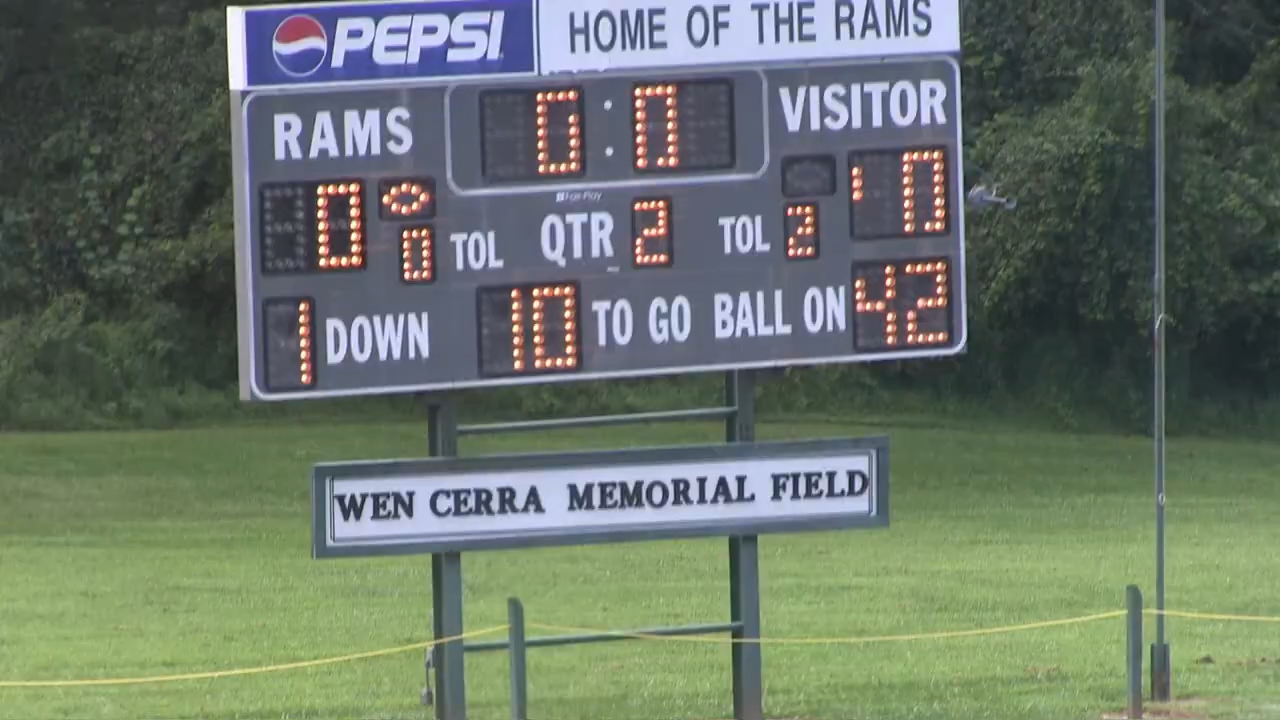 PEPSI HOME OF THE RAMS
RAMS 0:0 VISITOR
0 0 TOL QTR 2 TOL 2 0
1 DOWN 10 TO GO BALL ON 42
WEN CERRA MEMORIAL FIELD